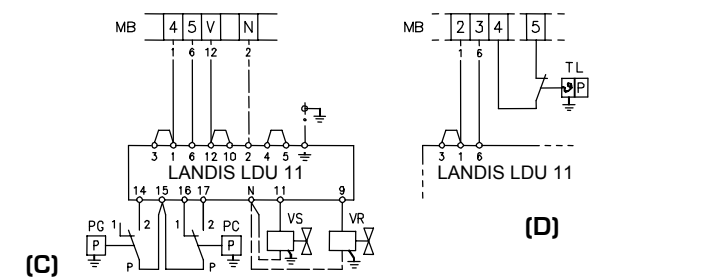 MB 4 5 V N
1 6 12 2
3 1 6 12 10 2 4 5
LANDIS LDU 11
14 15 16 17 N 11 9
PG 1 2 1 2 PC VS VR
P P
P P
(C)
MB 2 3 4 5
1 6
TL
P
3 1 6
LANDIS LDU 11
(D)